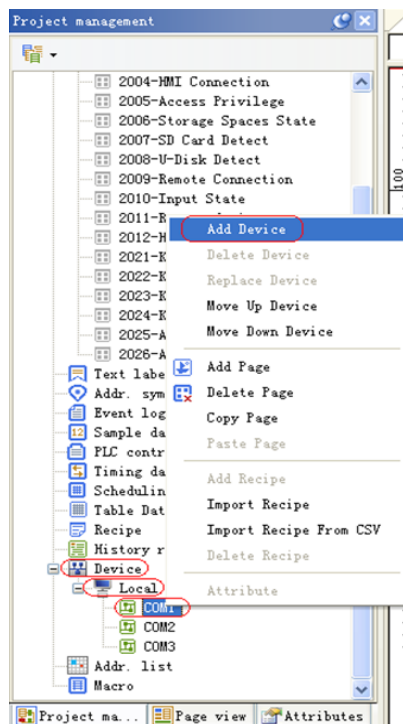 Project management
2004-HMI Connection
2005-Access Privilege
2006-Storage Spaces State
2007-SD Card Detect
2008-U-Disk Detect
2009-Remote Connection
2010-Input State
2011-R
2012-H
2021-K
2022-K
2023-K
2024-K
2025-A
2026-A
Text labe
Addr. sym
Event log
Sample da
PLC contr
Timing da
Schedulin
Table Dat
Recipe
History r
Device
Local
COM1
COM2
COM3
Addr. list
Macro
Add Device
Delete Device
Replace Device
Move Up Device
Move Down Device
Add Page
Delete Page
Copy Page
Paste Page
Add Recipe
Import Recipe
Import Recipe From CSV
Delete Recipe
Attribute
100
Project ma... Page view Attributes